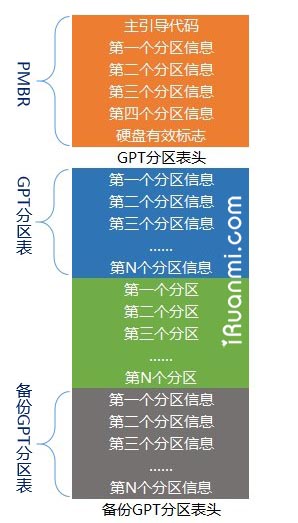 PMBR
主引导代码
第一个分区信息
第二个分区信息
第三个分区信息
第四个分区信息
硬盘有效标志
GPT分区表头
GPT分区表
第一个分区信息
第二个分区信息
第三个分区信息
......
第N个分区信息
第一个分区
第二个分区
第三个分区
......
第N个分区
备份GPT分区表
第一个分区信息
第二个分区信息
第三个分区信息
......
第N个分区信息
备份GPT分区表头
iRuanmi.com